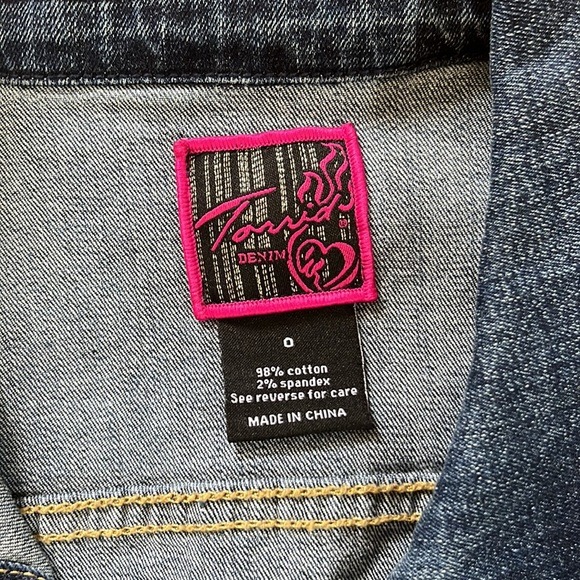 Torrid®
DENIM
0
98% cotton
2% spandex
See reverse for care
MADE IN CHINA